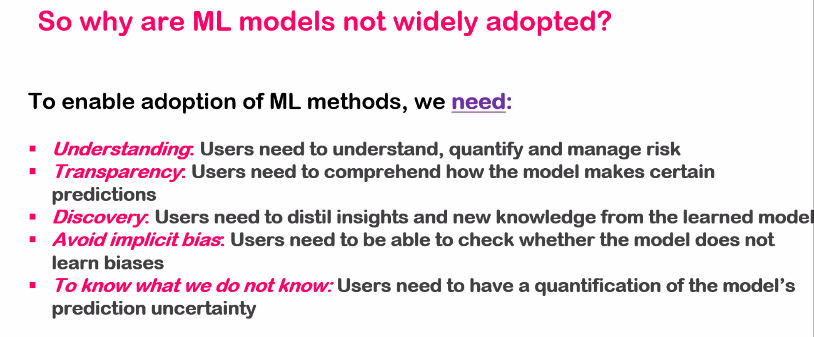 So why are ML models not widely adopted?
To enable adoption of ML methods, we need:
▪ Understanding: Users need to understand, quantify and manage risk
▪ Transparency: Users need to comprehend how the model makes certain
predictions
▪ Discovery: Users need to distil insights and new knowledge from the learned model
▪ Avoid implicit bias: Users need to be able to check whether the model does not
learn biases
▪ To know what we do not know: Users need to have a quantification of the model's
prediction uncertainty